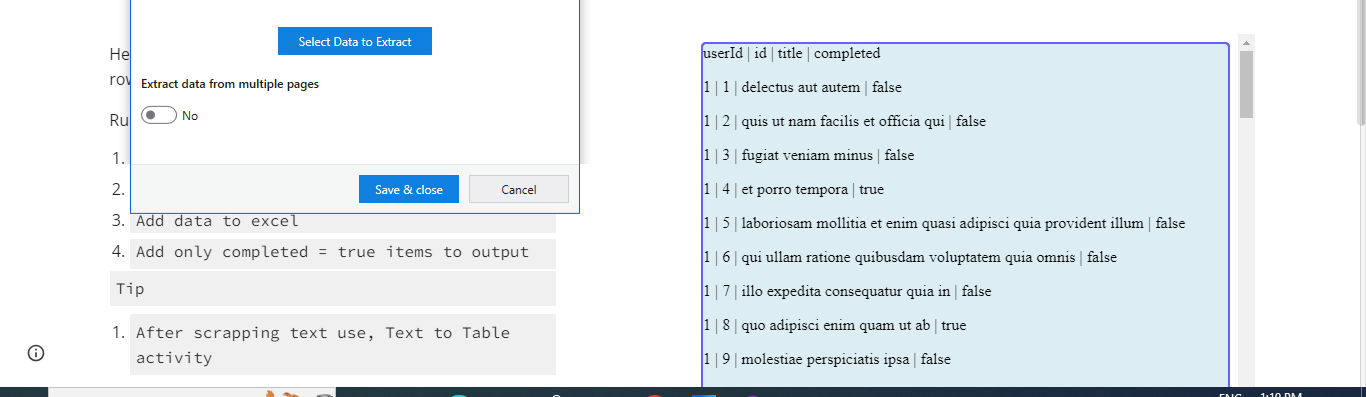 Select Data to Extract
Extract data from multiple pages
No
Save & close
Cancel
He
row
Ru
1.
2.
3. Add data to excel
4. Add only completed = true items to output
Tip
1. After scrapping text use, Text to Table
activity
userId | id | title | completed
1 | 1 | delectus aut autem | false
1 | 2 | quis ut nam facilis et officia qui | false
1 | 3 | fugiat veniam minus | false
1 | 4 | et porro tempora | true
1 | 5 | laboriosam mollitia et enim quasi adipisci quia provident illum | false
1 | 6 | qui ullam ratione quibusdam voluptatem quia omnis | false
1 | 7 | illo expedita consequatur quia in | false
1 | 8 | quo adipisci enim quam ut ab | true
1 | 9 | molestiae perspiciatis ipsa | false
ENG 1:19 PM